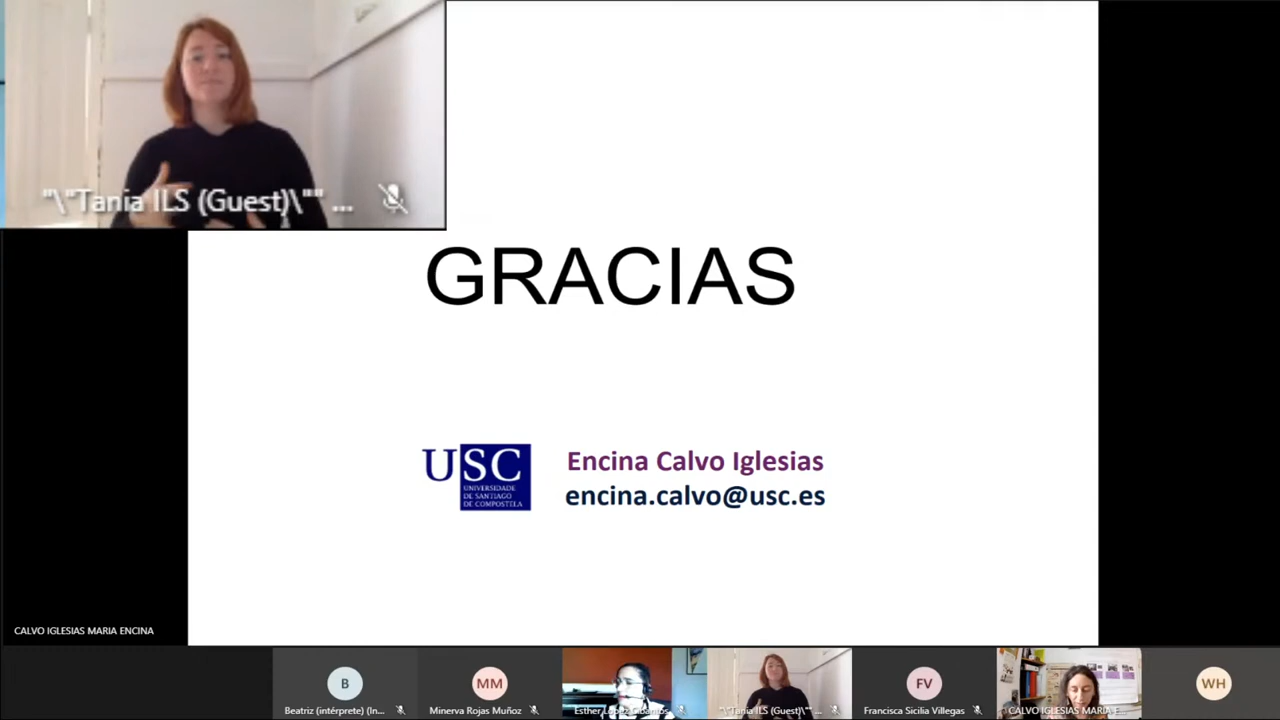 "\"Tania ILS (Guest)\"" ...
GRACIAS
USC
UNIVERSIDADE
DE SANTIAGO
DE COMPOSTELA
Encina Calvo Iglesias
encina.calvo@usc.es
CALVO IGLESIAS MARIA ENCINA
B
MM
FV
WH
Beatriz (intérprete) (In...
Minerva Rojas Muñoz
Esther López
"\"Tania ILS (Guest)\"" ...
Francisca Sicilia Villegas
CALVO IGLESIAS MARIA E...